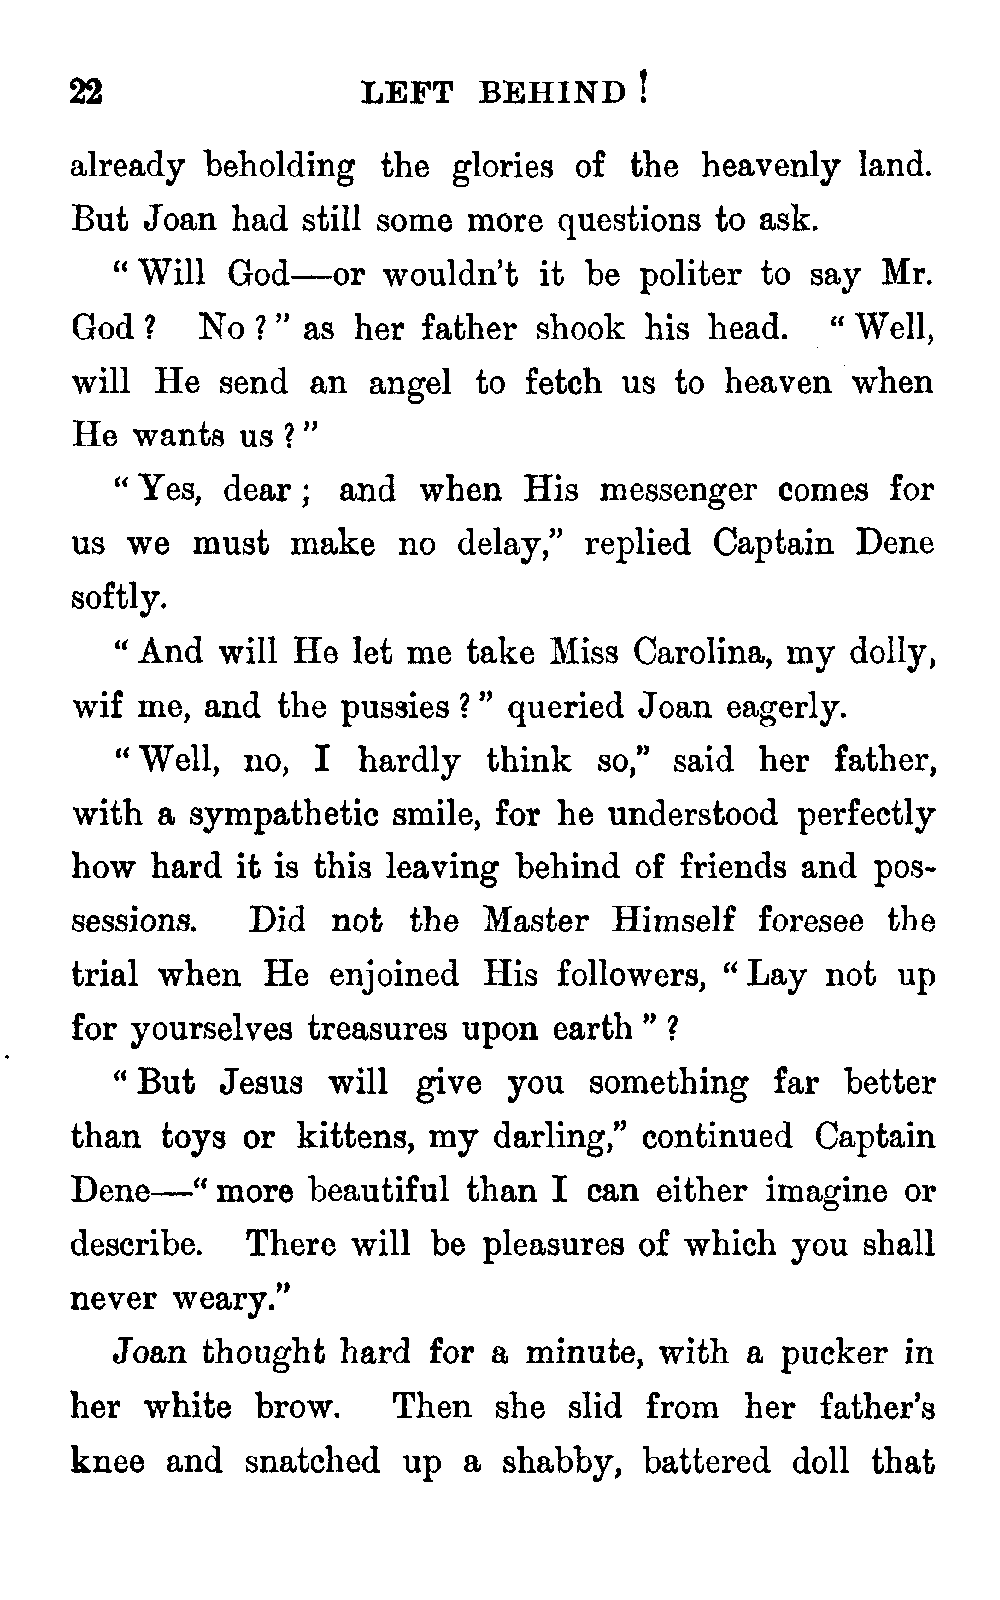 22 LEFT BEHIND!
already beholding the glories of the heavenly land.
But Joan had still some more questions to ask.
“Will God—or wouldn’t it be politer to say Mr.
God? No?” as her father shook his head. “Well,
will He send an angel to fetch us to heaven when
He wants us?”
“Yes, dear; and when His messenger comes for
us we must make no delay,” replied Captain Dene
softly.
“And will He let me take Miss Carolina, my dolly,
wif me, and the pussies?” queried Joan eagerly.
“Well, no, I hardly think so,” said her father,
with a sympathetic smile, for he understood perfectly
how hard it is this leaving behind of friends and pos-
sessions. Did not the Master Himself foresee the
trial when He enjoined His followers, “Lay not up
for yourselves treasures upon earth”?
“But Jesus will give you something far better
than toys or kittens, my darling,” continued Captain
Dene—“more beautiful than I can either imagine or
describe. There will be pleasures of which you shall
never weary.”
Joan thought hard for a minute, with a pucker in
her white brow. Then she slid from her father’s
knee and snatched up a shabby, battered doll that